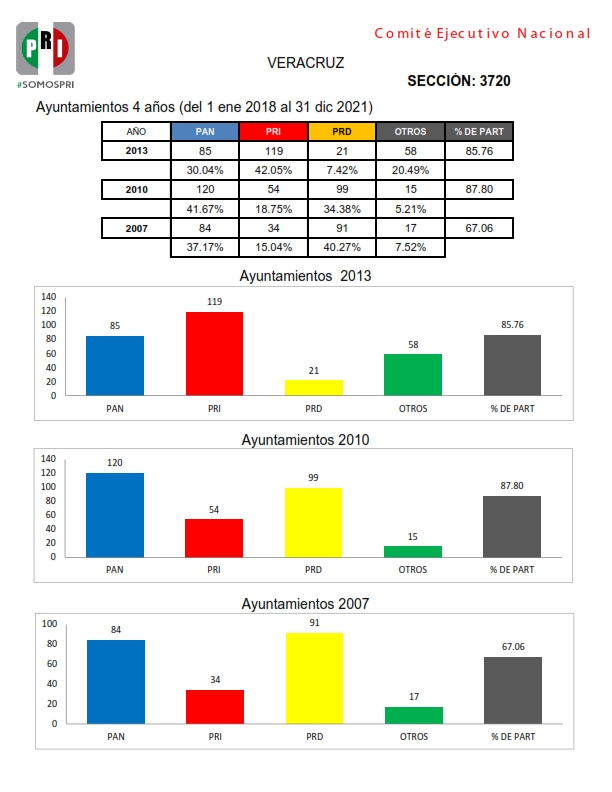 Comité Ejecutivo Nacional
PRI
#SOMOSPRI
VERACRUZ
SECCIÓN: 3720
Ayuntamientos 4 años (del 1 ene 2018 al 31 dic 2021)
AÑO PAN PRI PRD OTROS % DE PART
2013 85 119 21 58 85.76
30.04% 42.05% 7.42% 20.49%
2010 120 54 99 15 87.80
41.67% 18.75% 34.38% 5.21%
2007 84 34 91 17 67.06
37.17% 15.04% 40.27% 7.52%
Ayuntamientos 2013
140
120
100
80
60
40
20
0
85 119 21 58 85.76
PAN PRI PRD OTROS % DE PART
Ayuntamientos 2010
140
120
100
80
60
40
20
0
120 54 99 15 87.80
PAN PRI PRD OTROS % DE PART
Ayuntamientos 2007
100
80
60
40
20
0
84 34 91 17 67.06
PAN PRI PRD OTROS % DE PART